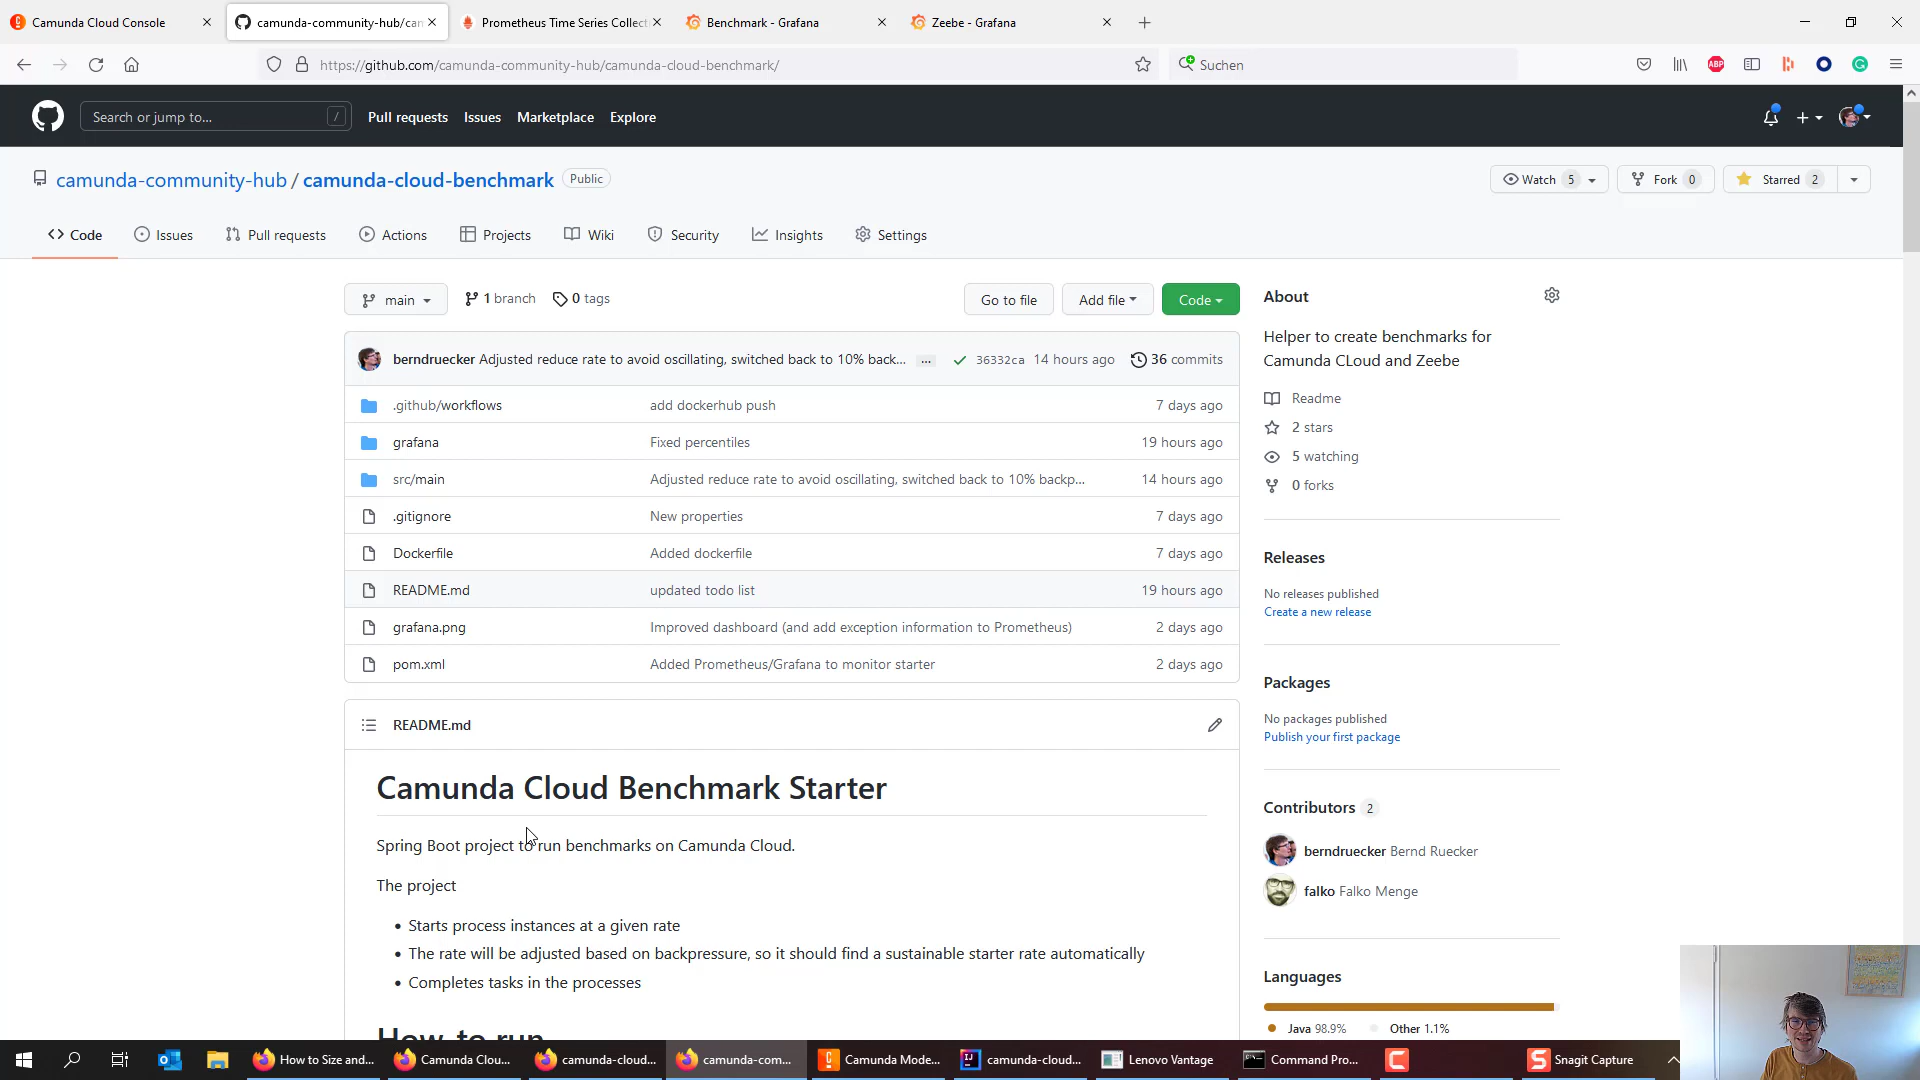 Camunda Cloud Console
camunda-community-hub/cam
Prometheus Time Series Collecti
Benchmark - Grafana
Zeebe - Grafana
https://github.com/camunda-community-hub/camunda-cloud-benchmark/
Suchen
ABP
Search or jump to...
/
Pull requests
Issues
Marketplace
Explore
camunda-community-hub / camunda-cloud-benchmark
Public
Watch 5
Fork 0
Starred 2
Code
Issues
Pull requests
Actions
Projects
Wiki
Security
Insights
Settings
main
1 branch
0 tags
Go to file
Add file
Code
berndruecker Adjusted reduce rate to avoid oscillating, switched back to 10% back... ... 36332ca 14 hours ago 36 commits
.github/workflows add dockerhub push 7 days ago
grafana Fixed percentiles 19 hours ago
src/main Adjusted reduce rate to avoid oscillating, switched back to 10% backp... 14 hours ago
.gitignore New properties 7 days ago
Dockerfile Added dockerfile 7 days ago
README.md updated todo list 19 hours ago
grafana.png Improved dashboard (and add exception information to Prometheus) 2 days ago
pom.xml Added Prometheus/Grafana to monitor starter 2 days ago
README.md
Camunda Cloud Benchmark Starter
Spring Boot project to run benchmarks on Camunda Cloud.
The project
• Starts process instances at a given rate
• The rate will be adjusted based on backpressure, so it should find a sustainable starter rate automatically
• Completes tasks in the processes
How to run
About
Helper to create benchmarks for
Camunda CLoud and Zeebe
Readme
2 stars
5 watching
0 forks
Releases
No releases published
Create a new release
Packages
No packages published
Publish your first package
Contributors 2
berndruecker Bernd Ruecker
falko Falko Menge
Languages
Java 98.9%
Other 1.1%
How to Size and...
Camunda Clou...
camunda-cloud...
camunda-com...
Camunda Mode...
camunda-cloud...
Lenovo Vantage
Command Pro...
Snagit Capture